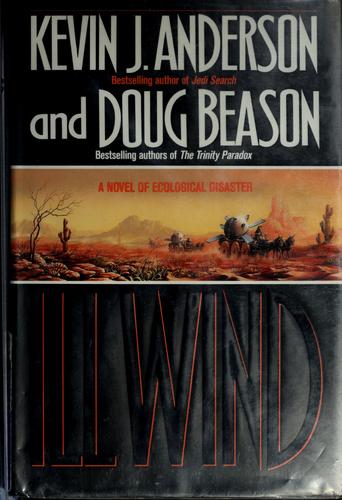 KEVIN J. ANDERSON
Bestselling author of Jedi Search
and DOUG BEASON
Bestselling authors of The Trinity Paradox
A NOVEL OF ECOLOGICAL DISASTER
ILL WIND